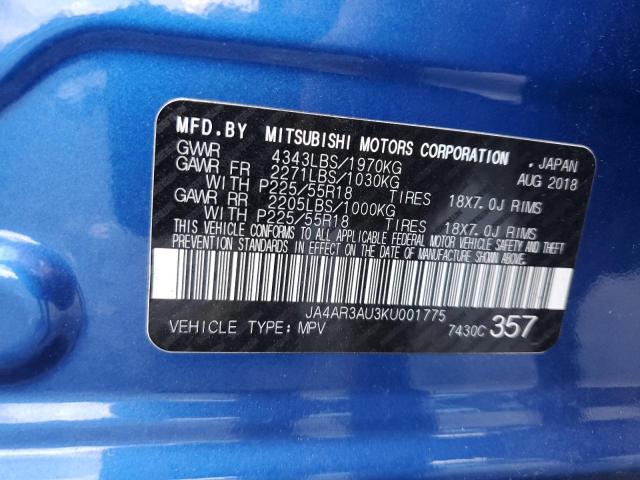 MFD.BY MITSUBISHI MOTORS CORPORATION , JAPAN
GVWR 4343LBS/1970KG AUG 2018
GAWR FR 2271LBS/1030KG
WITH P225/55R18 TIRES 18X7.0J RIMS
GAWR RR 2205LBS/1000KG
WITH P225/55R18 TIRES 18X7.0J RIMS
THIS VEHICLE CONFORMS TO ALL APPLICABLE FEDERAL MOTOR VEHICLE SAFETY AND THEFT
PREVENTION STANDARDS IN EFFECT ON THE DATE OF MANUFACTURE SHOWN ABOVE.
JA4AR3AU3KU001775
VEHICLE TYPE: MPV 7430C 357